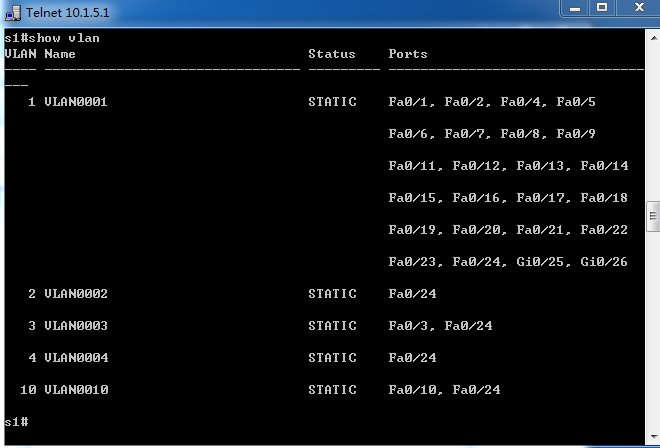 Telnet 10.1.5.1
s1#show vlan
VLAN Name                             Status    Ports
---- -------------------------------- --------- --------------------------------
---
   1 VLAN0001                         STATIC    Fa0/1, Fa0/2, Fa0/4, Fa0/5
                                                Fa0/6, Fa0/7, Fa0/8, Fa0/9
                                                Fa0/11, Fa0/12, Fa0/13, Fa0/14
                                                Fa0/15, Fa0/16, Fa0/17, Fa0/18
                                                Fa0/19, Fa0/20, Fa0/21, Fa0/22
                                                Fa0/23, Fa0/24, Gi0/25, Gi0/26
   2 VLAN0002                         STATIC    Fa0/24
   3 VLAN0003                         STATIC    Fa0/3, Fa0/24
   4 VLAN0004                         STATIC    Fa0/24
  10 VLAN0010                         STATIC    Fa0/10, Fa0/24
s1#